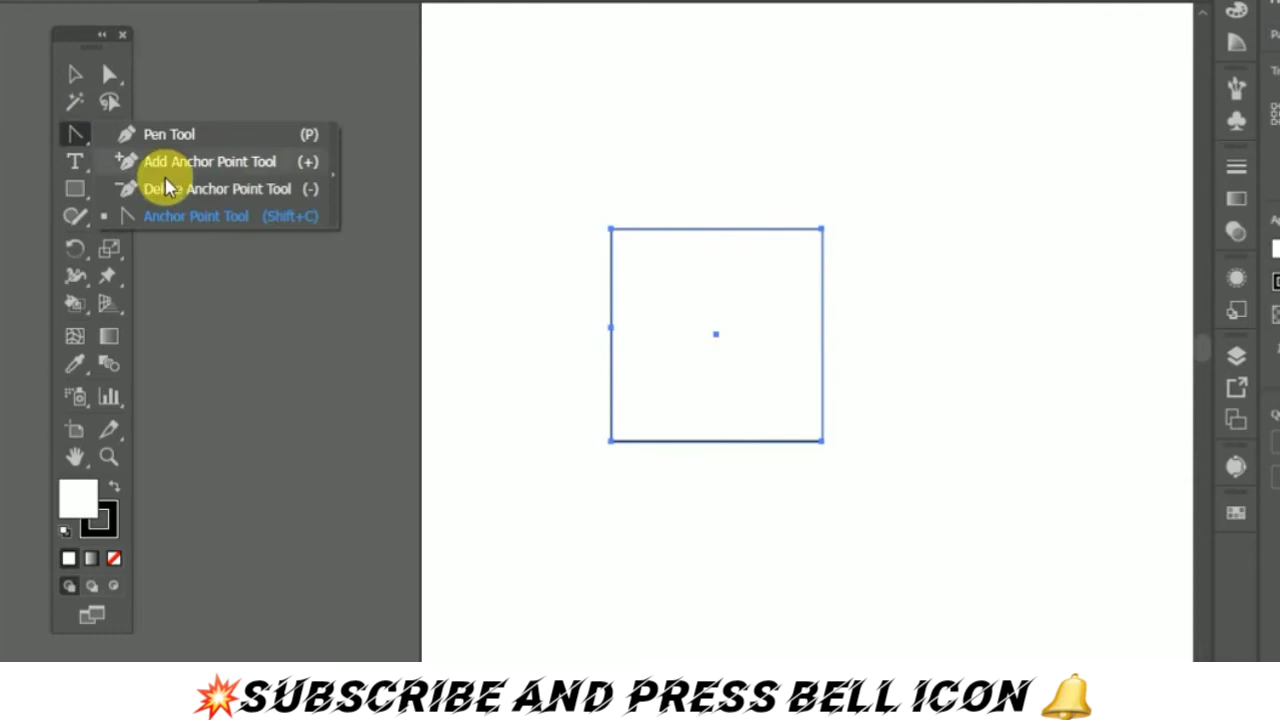 Pen Tool (P)
Add Anchor Point Tool (+)
Delete Anchor Point Tool (-)
Anchor Point Tool (Shift+C)
💥SUBSCRIBE AND PRESS BELL ICON 🔔